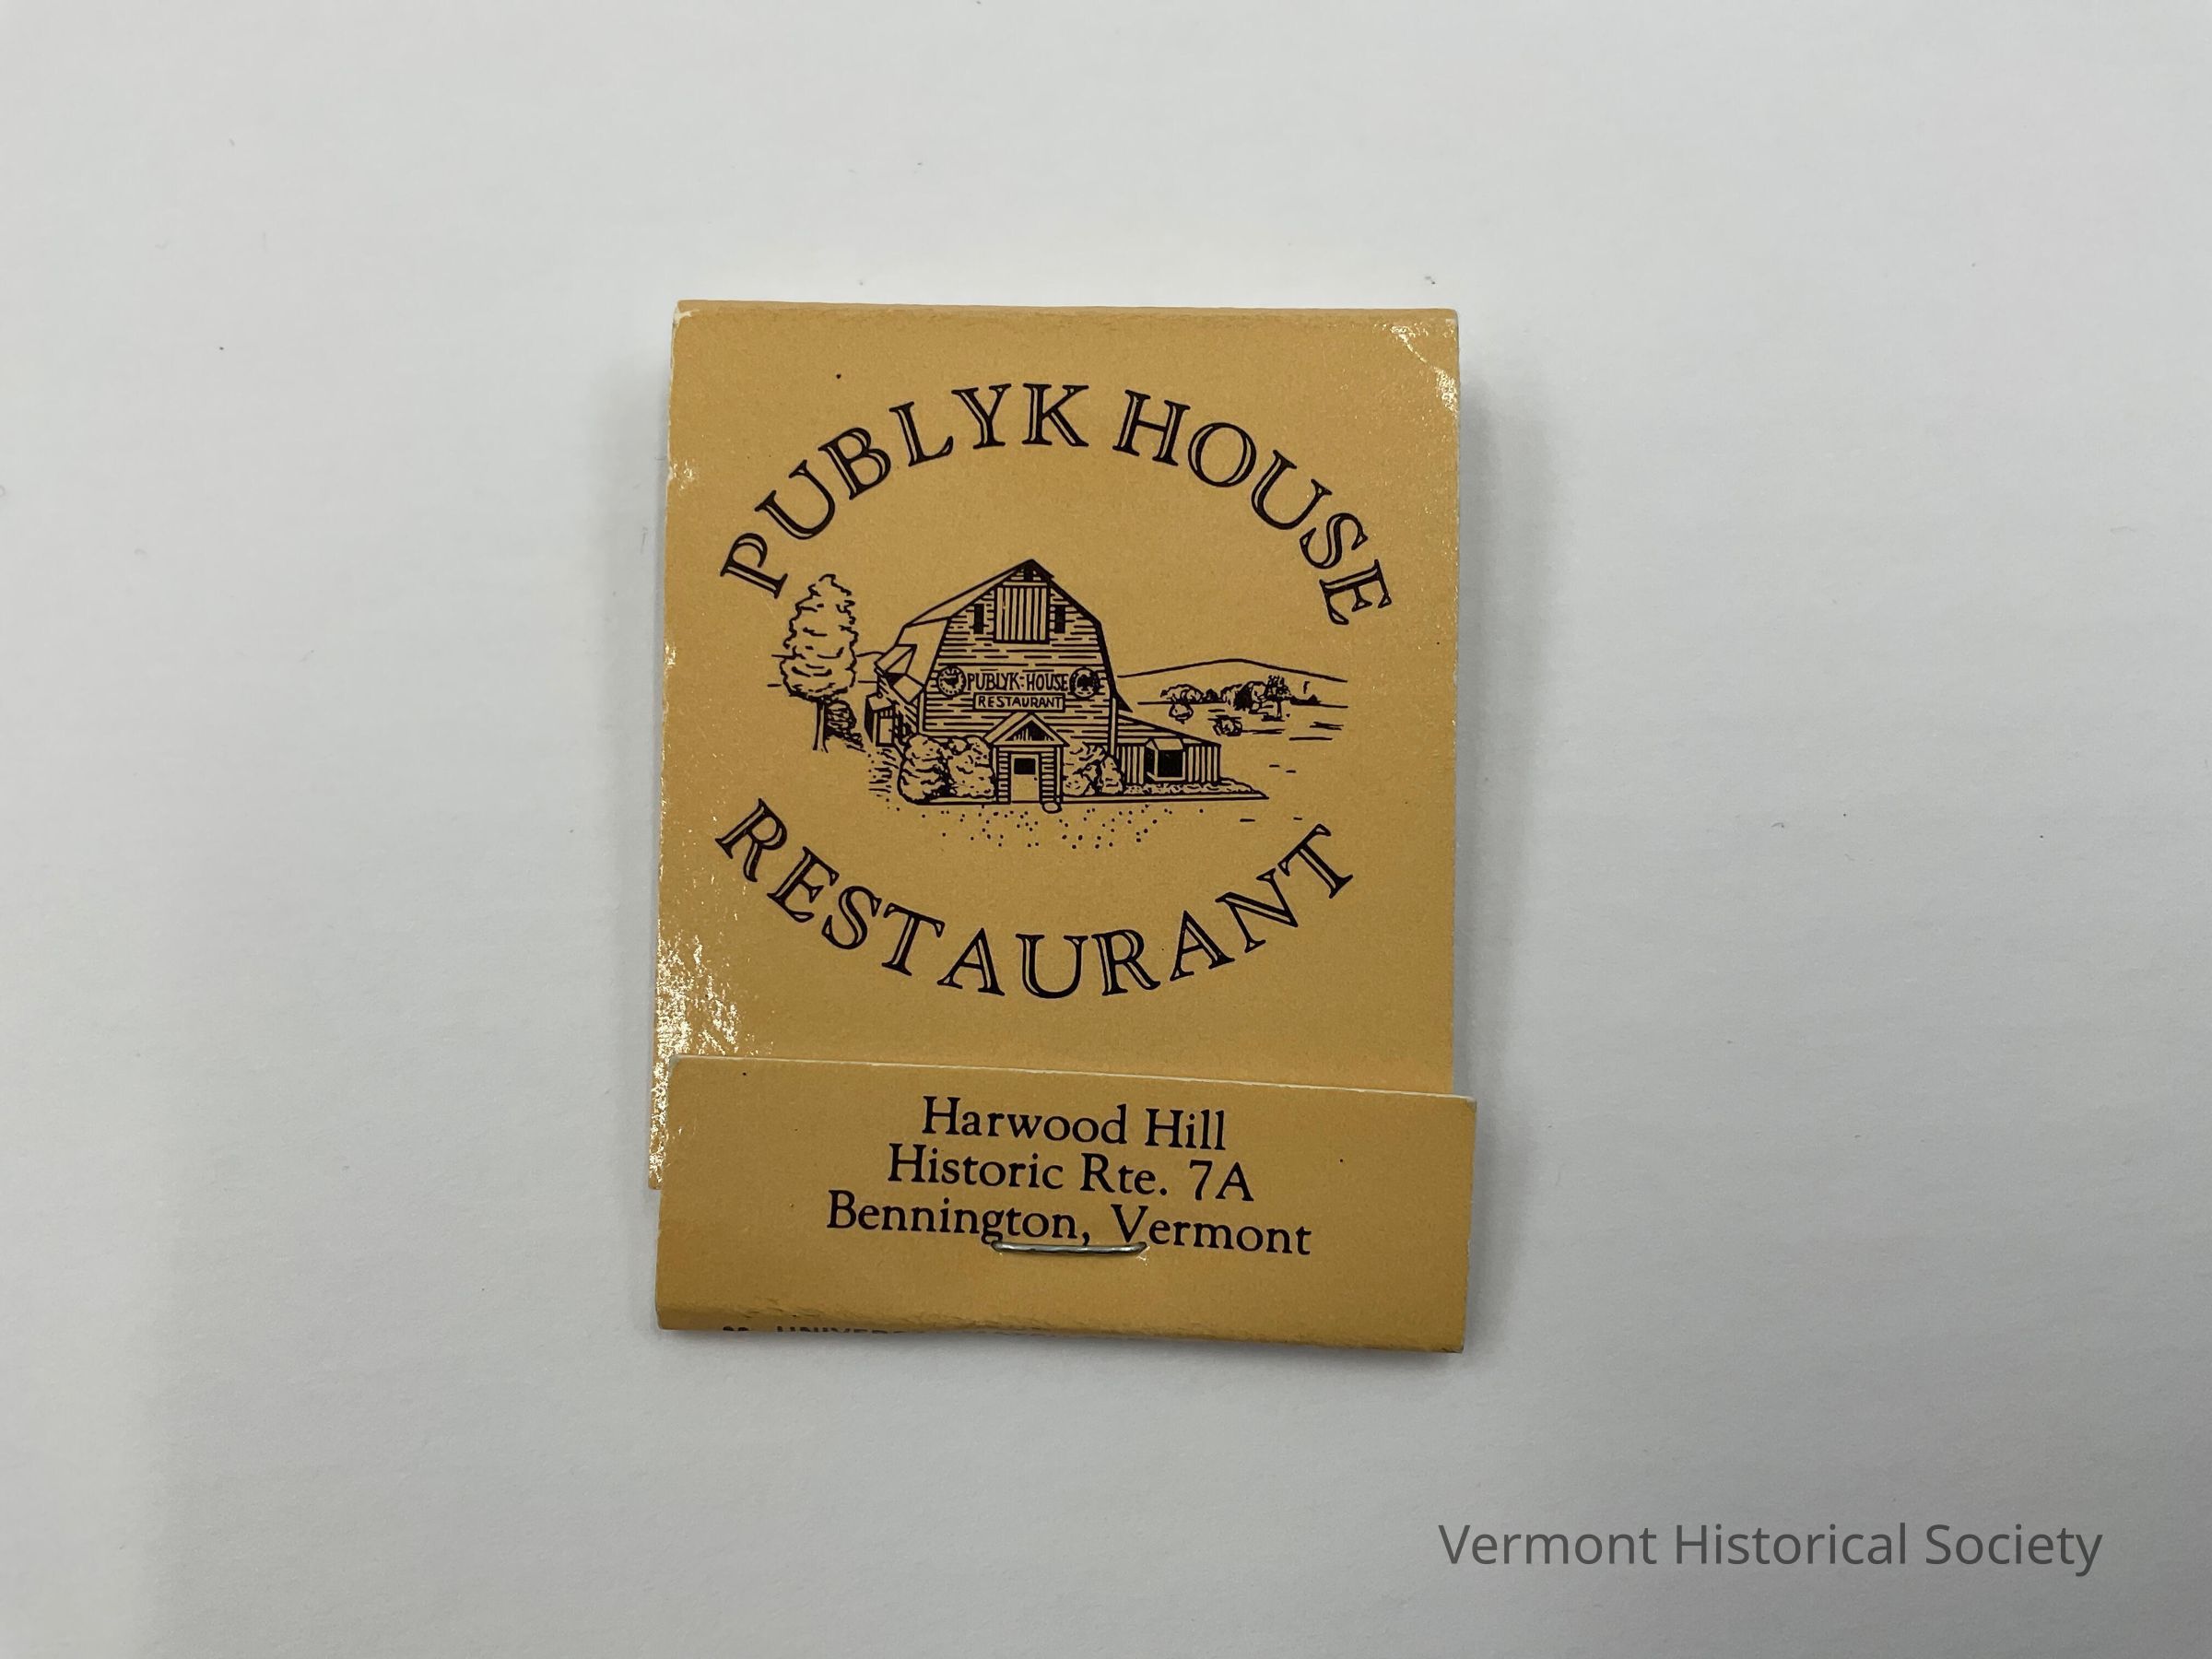 PUBLYK HOUSE
PUBLYK-HOUSE
RESTAURANT
RESTAURANT
Harwood Hill
Historic Rte. 7A
Bennington, Vermont
Vermont Historical Society